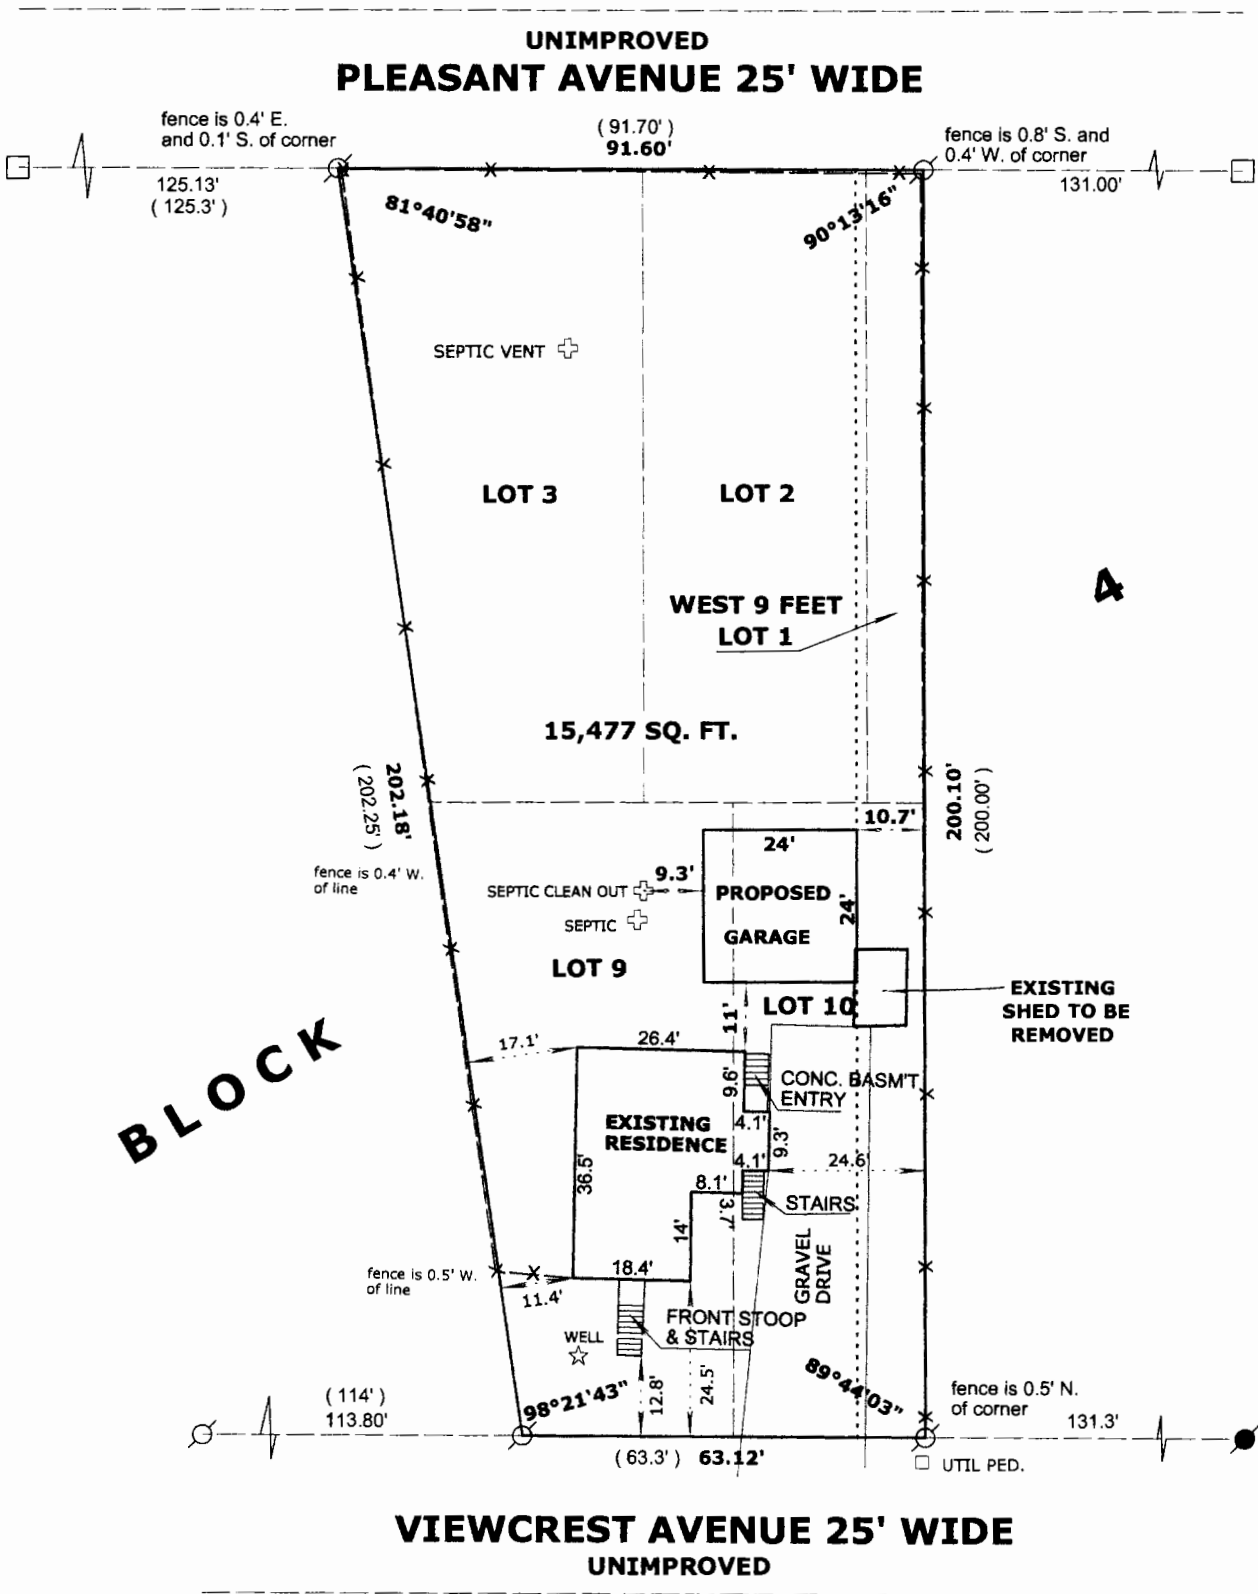 UNIMPROVED
PLEASANT AVENUE 25' WIDE
fence is 0.4' E.
and 0.1' S. of corner
( 91.70' )
91.60'
fence is 0.8' S. and
0.4' W. of corner
125.13'
( 125.3' )
131.00'
81°40'58"
90°13'16"
SEPTIC VENT
LOT 3
LOT 2
WEST 9 FEET
LOT 1
4
15,477 SQ. FT.
202.18'
( 202.25' )
200.10'
( 200.00' )
10.7'
24'
fence is 0.4' W.
of line
9.3'
SEPTIC CLEAN OUT
PROPOSED
24'
SEPTIC
GARAGE
LOT 9
LOT 10
EXISTING
SHED TO BE
REMOVED
11'
BLOCK
17.1'
26.4'
9.6'
CONC. BASM'T
ENTRY
4.1'
EXISTING
RESIDENCE
9.3'
4.1'
24.6'
36.5'
8.1'
3.7'
STAIRS
14'
GRAVEL
DRIVE
fence is 0.5' W.
of line
18.4'
11.4'
FRONT STOOP
& STAIRS
WELL
12.8'
24.5'
98°21'43"
89°44'03"
fence is 0.5' N.
of corner
( 114' )
113.80'
131.3'
( 63.3' ) 63.12'
UTIL PED.
VIEWCREST AVENUE 25' WIDE
UNIMPROVED